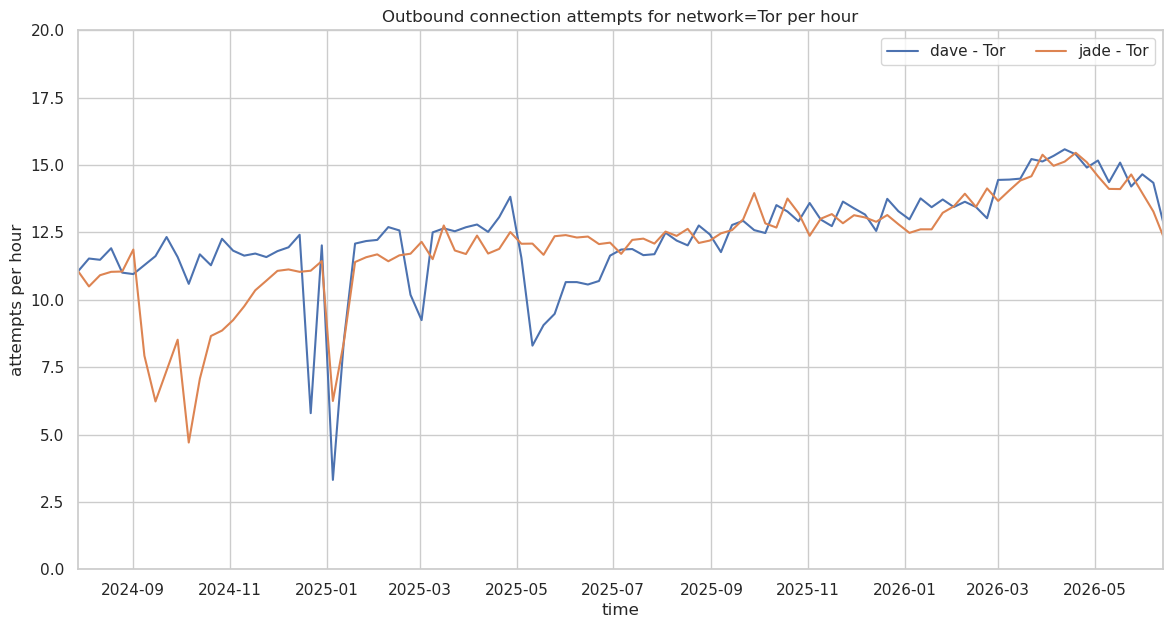 Outbound connection attempts for network=Tor per hour
dave - Tor jade - Tor
20.0
17.5
15.0
12.5
10.0
7.5
5.0
2.5
0.0
attempts per hour
2024-09 2024-11 2025-01 2025-03 2025-05 2025-07 2025-09 2025-11 2026-01 2026-03 2026-05
time